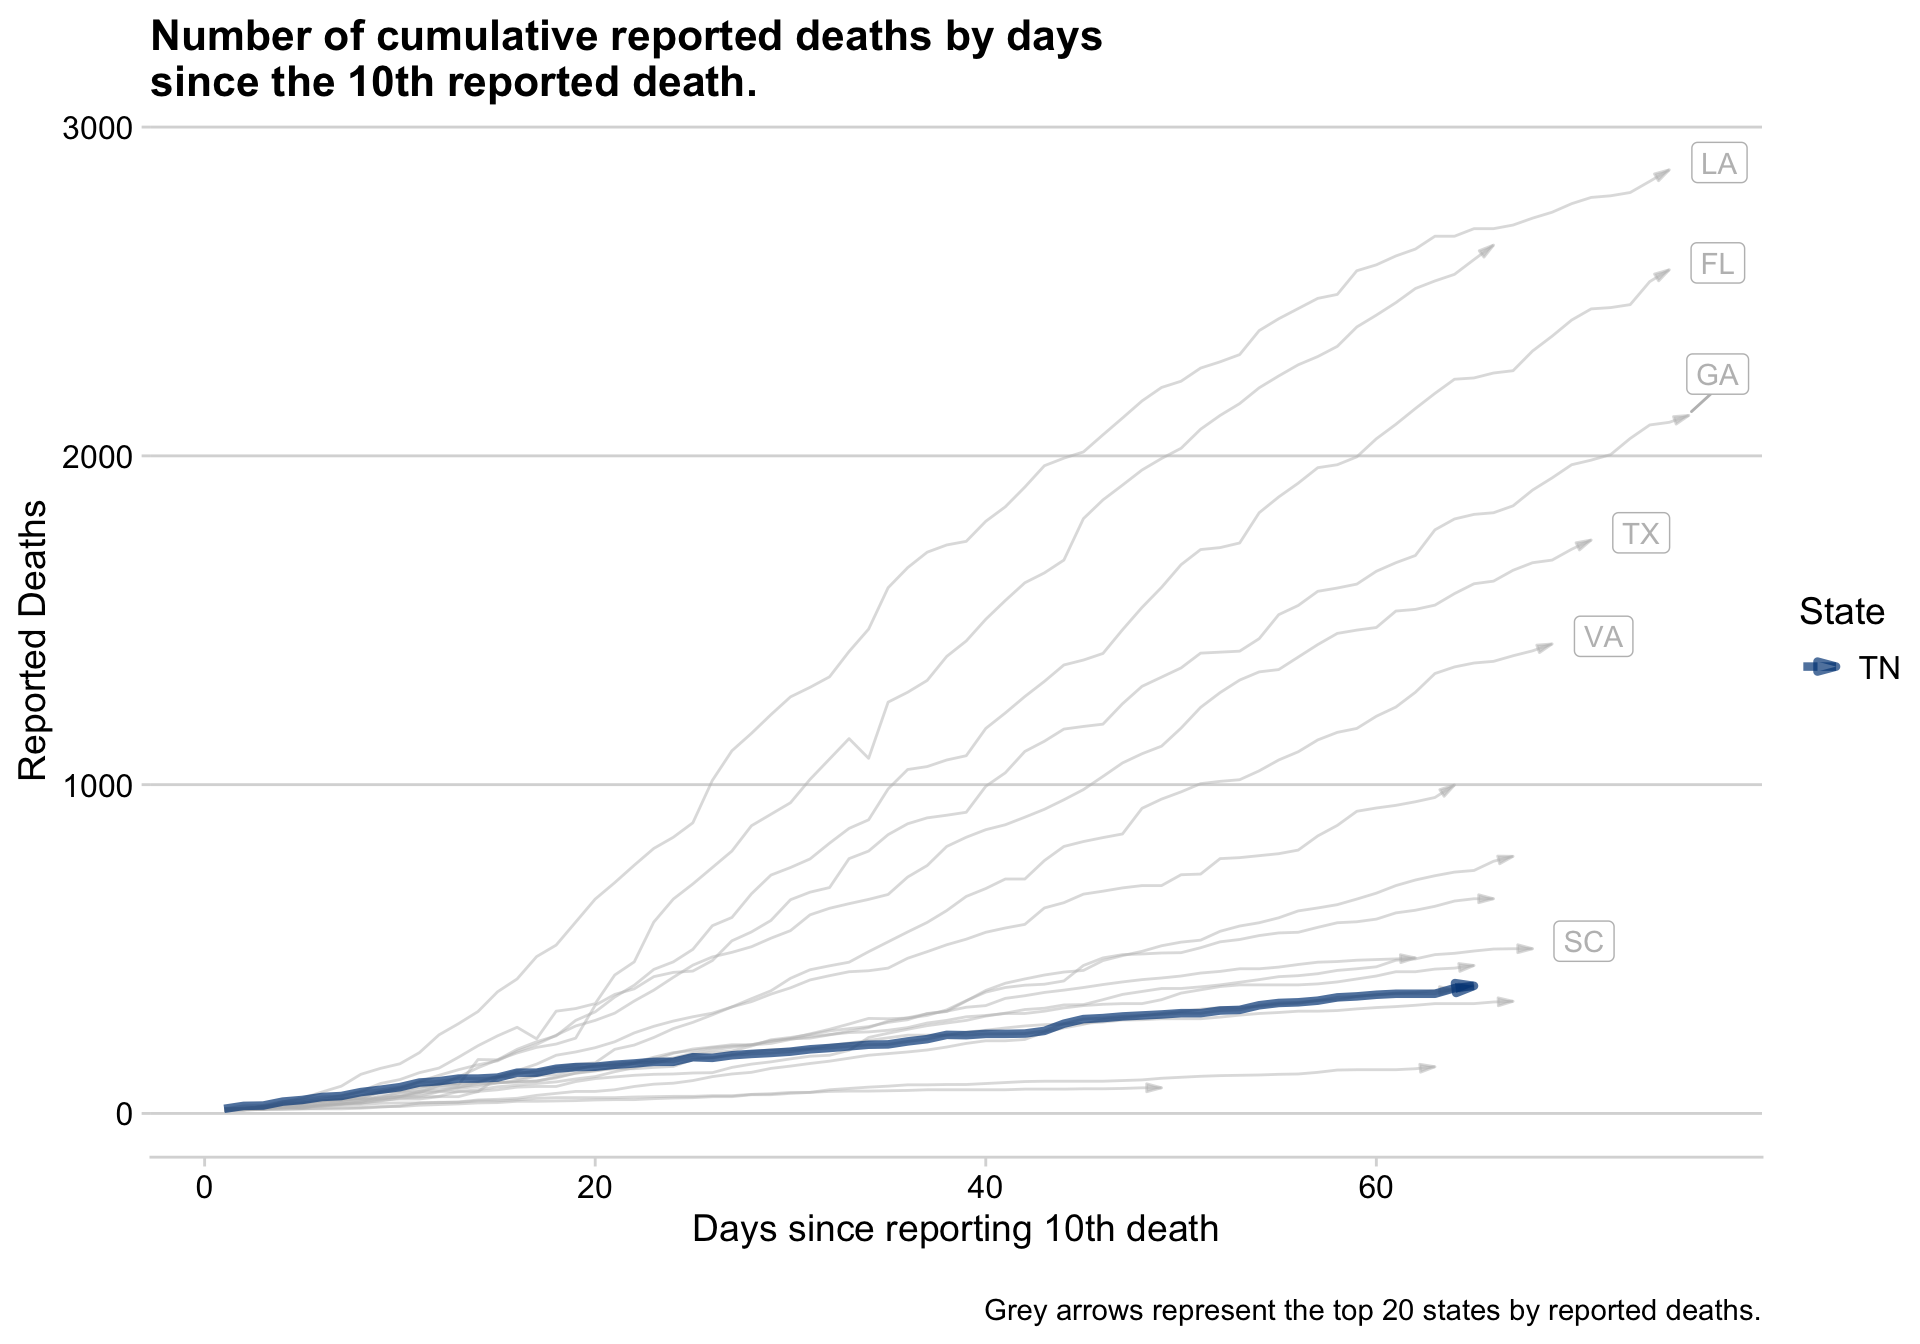 Number of cumulative reported deaths by days
since the 10th reported death.
3000
2000
1000
0
Reported Deaths
LA
FL
GA
TX
VA
SC
State
TN
0
20
40
60
Days since reporting 10th death
Grey arrows represent the top 20 states by reported deaths.